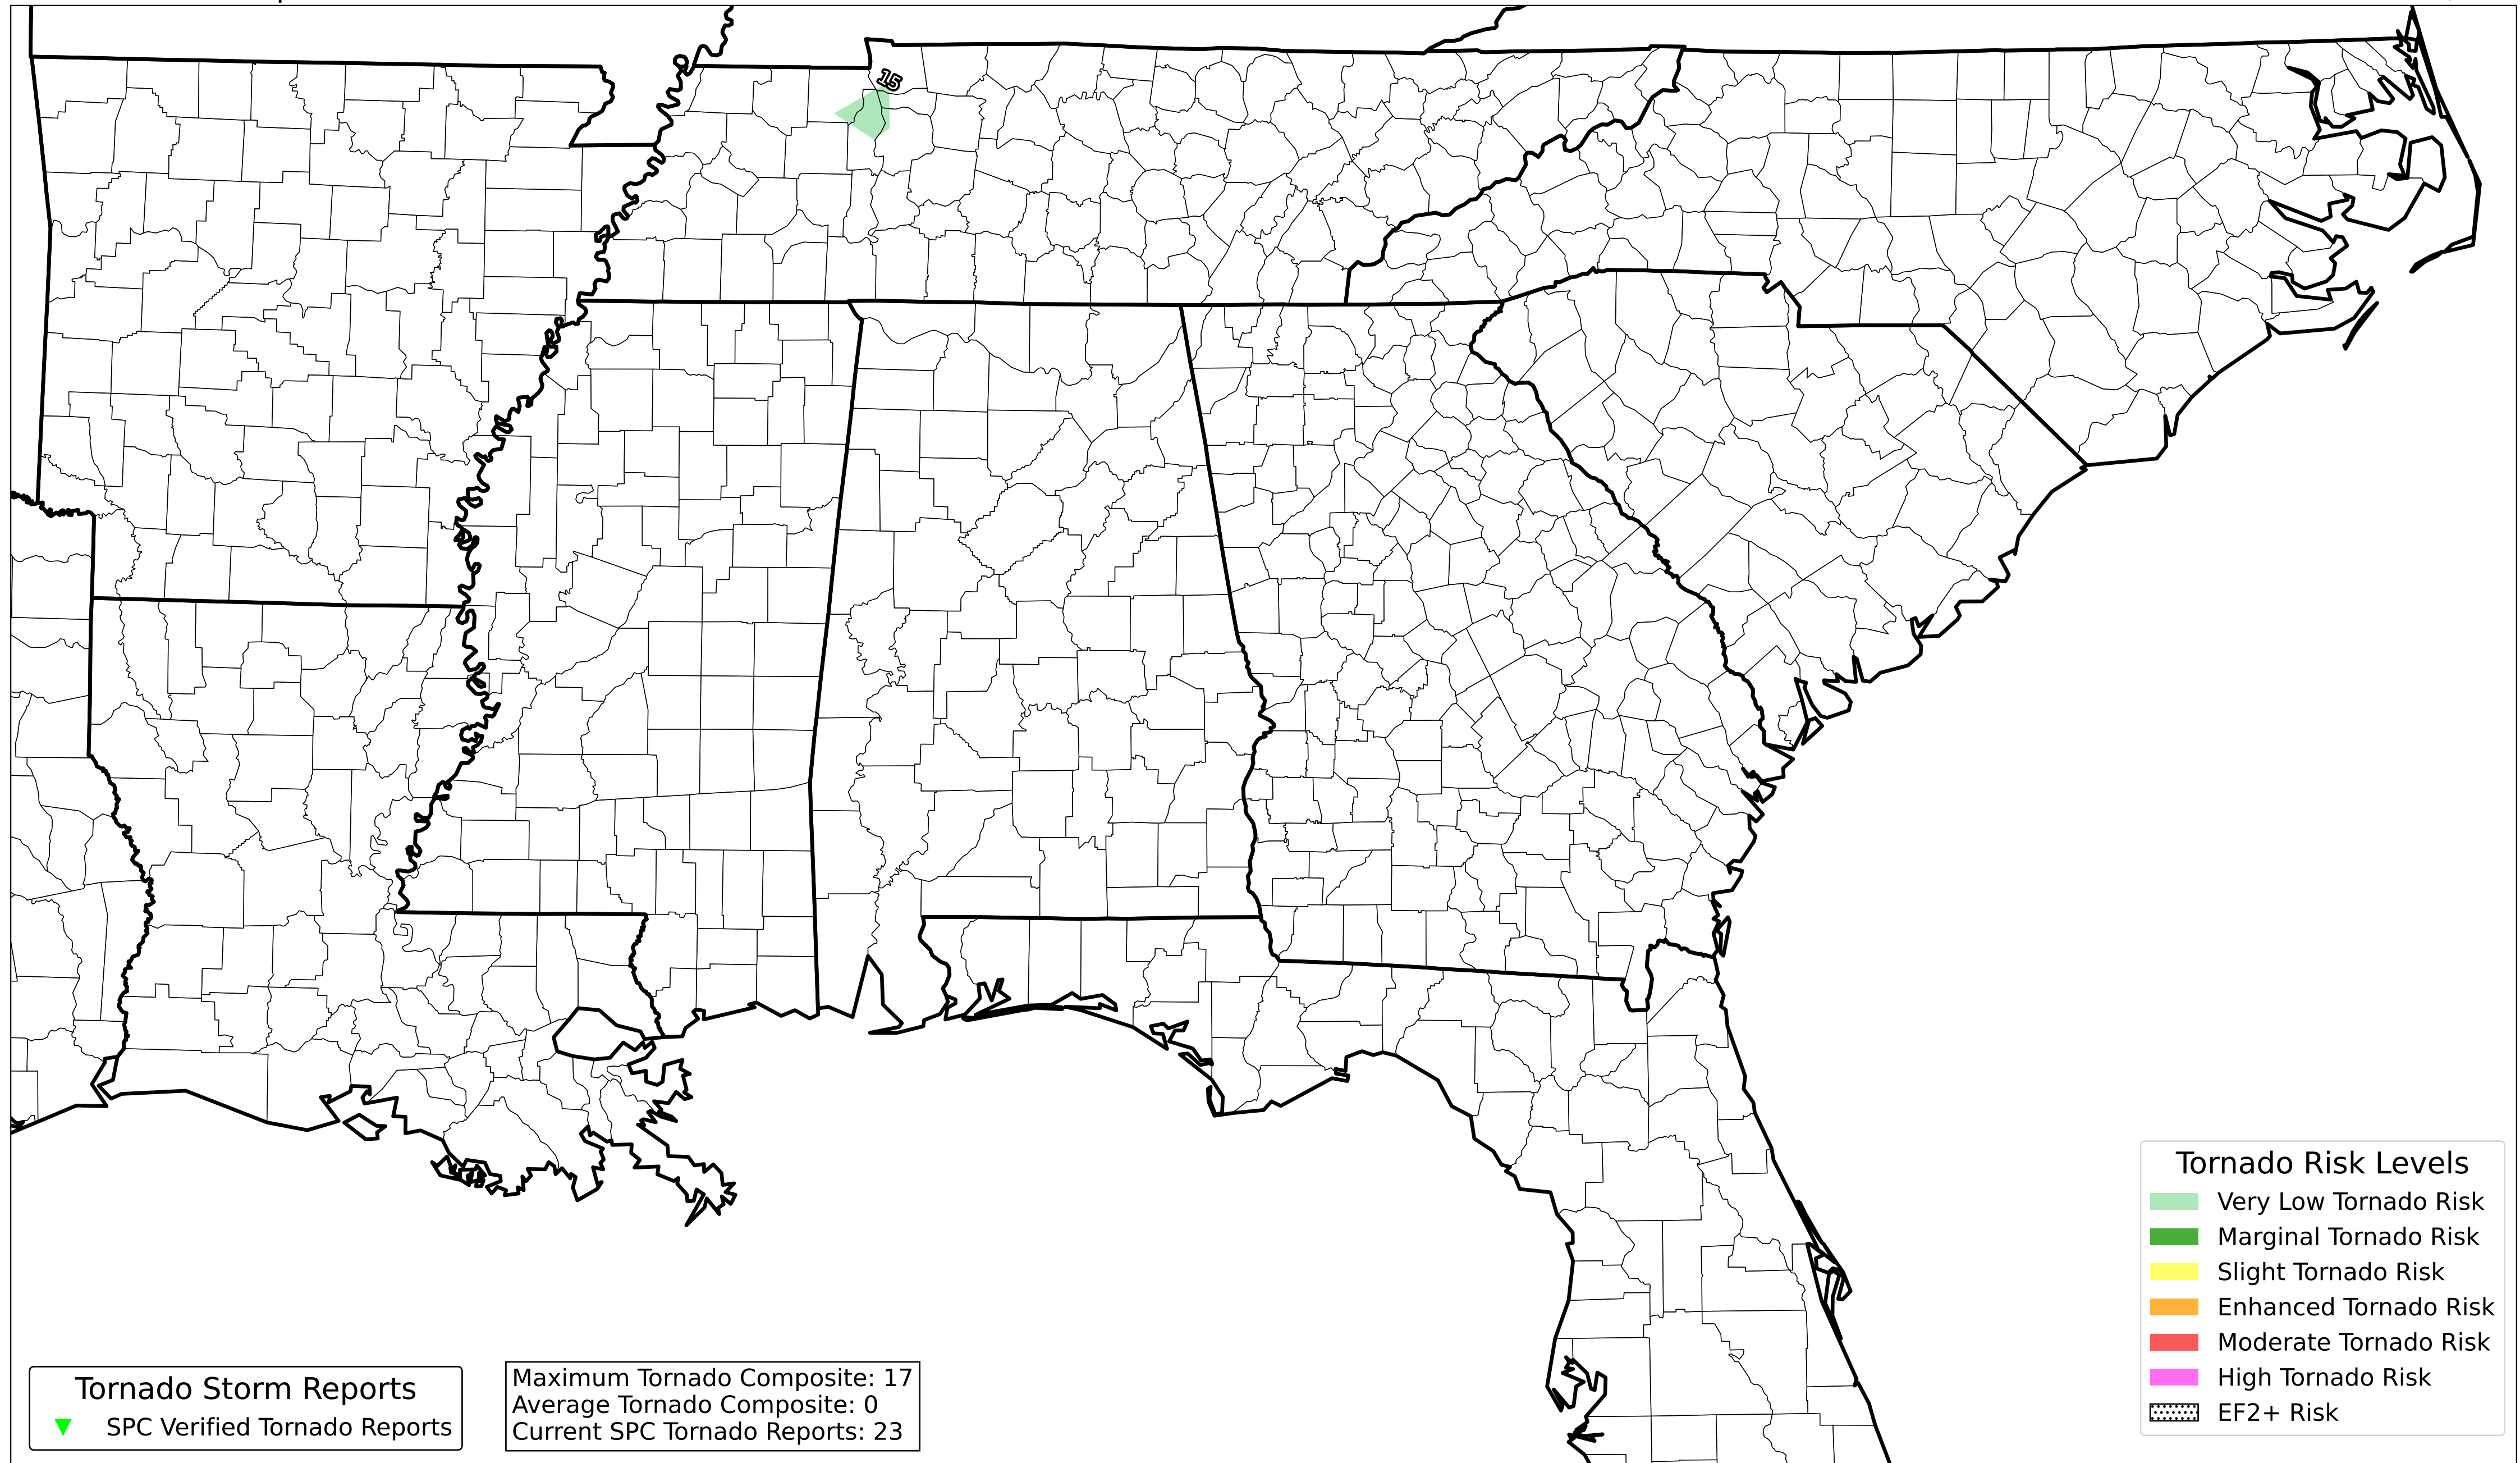 15
Tornado Risk Levels
Very Low Tornado Risk
Marginal Tornado Risk
Slight Tornado Risk
Enhanced Tornado Risk
Moderate Tornado Risk
High Tornado Risk
EF2+ Risk
Tornado Storm Reports
SPC Verified Tornado Reports
Maximum Tornado Composite: 17
Average Tornado Composite: 0
Current SPC Tornado Reports: 23